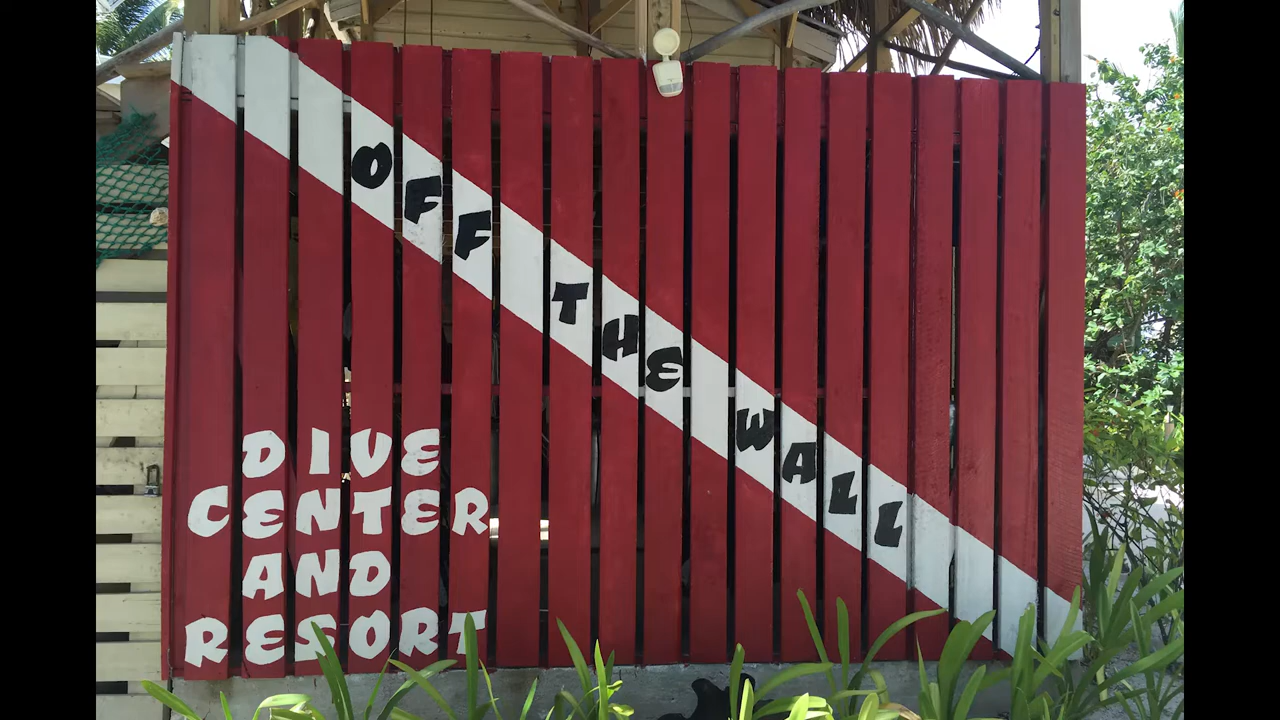 OFF THE WALL
DIVE
CENTER
AND
RESORT